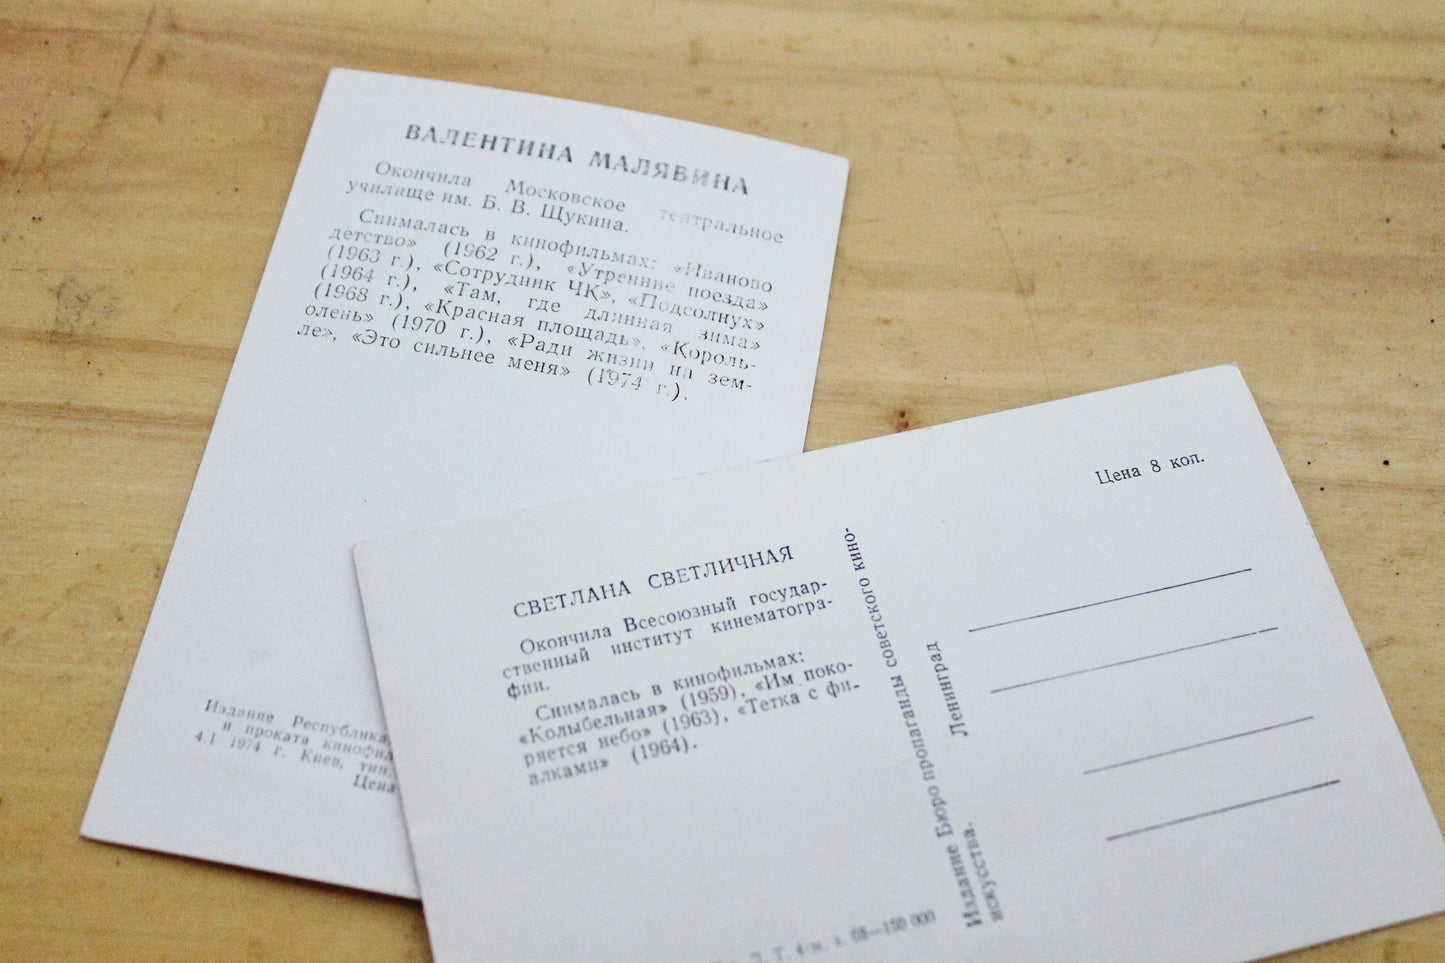 ВАЛЕНТИНА МАЛЯВИНА
Окончила Московское театральное
училище им. Б. В. Щукина.
Снималась в кинофильмах: «Иваново
детство» (1962 г.), «Утренние поезда»
(1963 г.), «Сотрудник ЧК», «Подсолнух»
(1964 г.), «Там, где длинная зима»
(1968 г.), «Красная площадь», «Король-
олень» (1970 г.), «Ради жизни на зем-
ле», «Это сильнее меня» (1974 г.).
Издание Республика
и проката кинофил
4.I 1974 г. Киев, тип.
Цена
Цена 8 коп.
СВЕТЛАНА СВЕТЛИЧНАЯ
Окончила Всесоюзный государ-
ственный институт кинематогра-
фии.
Снималась в кинофильмах:
«Колыбельная» (1959), «Им поко-
ряется небо» (1963), «Тетка с фи-
алками» (1964).
Издание Бюро пропаганды советского кино-
искусства. Ленинград
Л. Т. 4-и. з. 68—150 000